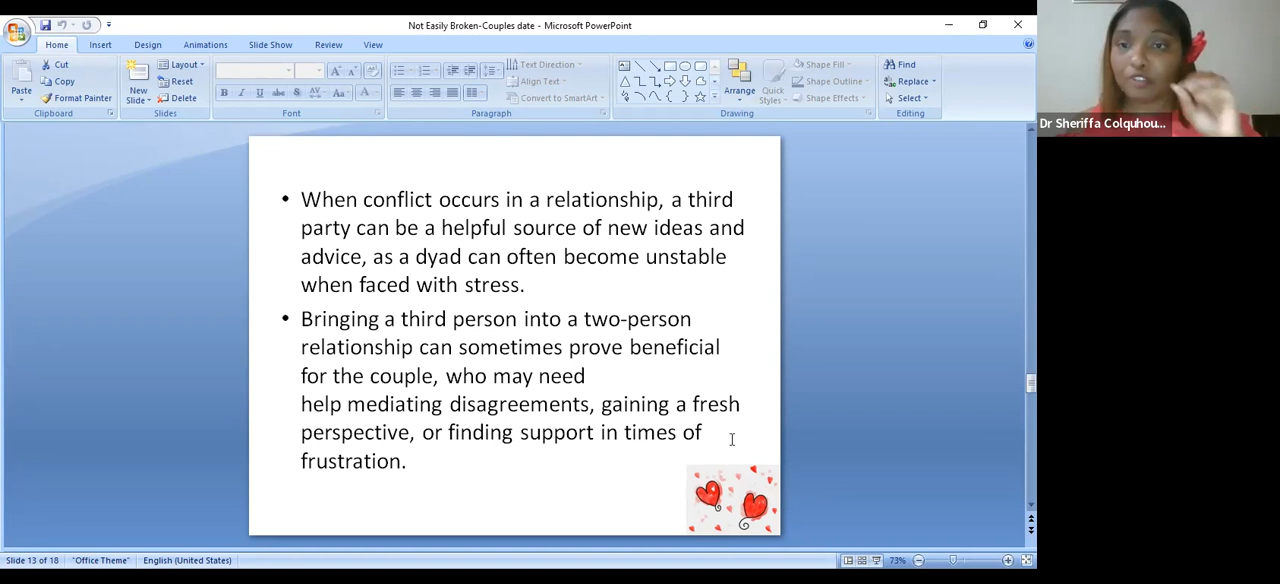 Not Easily Broken-Couples date - Microsoft PowerPoint
Home Insert Design Animations Slide Show Review View
Cut
Copy
Format Painter
Paste
Clipboard
New
Slide
Layout
Reset
Delete
Slides
B I U abc S AV Aa A
Font
Text Direction
Align Text
Convert to SmartArt
Paragraph
Arrange
Quick
Styles
Shape Fill
Shape Outline
Shape Effects
Drawing
Find
Replace
Select
Editing
Dr Sheriffa Colquhou...
• When conflict occurs in a relationship, a third
party can be a helpful source of new ideas and
advice, as a dyad can often become unstable
when faced with stress.
• Bringing a third person into a two-person
relationship can sometimes prove beneficial
for the couple, who may need
help mediating disagreements, gaining a fresh
perspective, or finding support in times of
frustration.
Slide 13 of 18 "Office Theme" English (United States) 73%